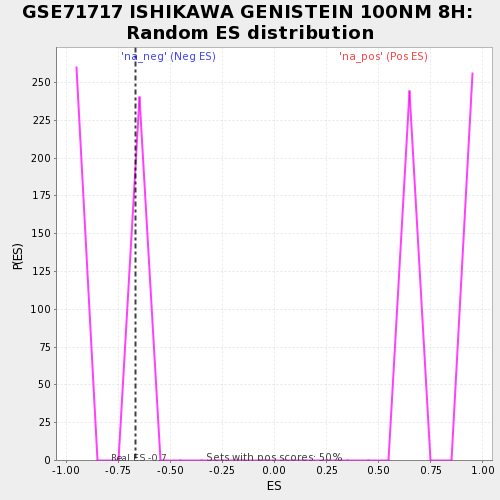 GSE71717 ISHIKAWA GENISTEIN 100NM 8H:
Random ES distribution
'na_neg' (Neg ES) 'na_pos' (Pos ES)
250
225
200
175
150
125
100
75
50
25
0
P(ES)
Real ES -0.7 Sets with pos scores: 50%
-1.00 -0.75 -0.50 -0.25 0.00 0.25 0.50 0.75 1.00
ES